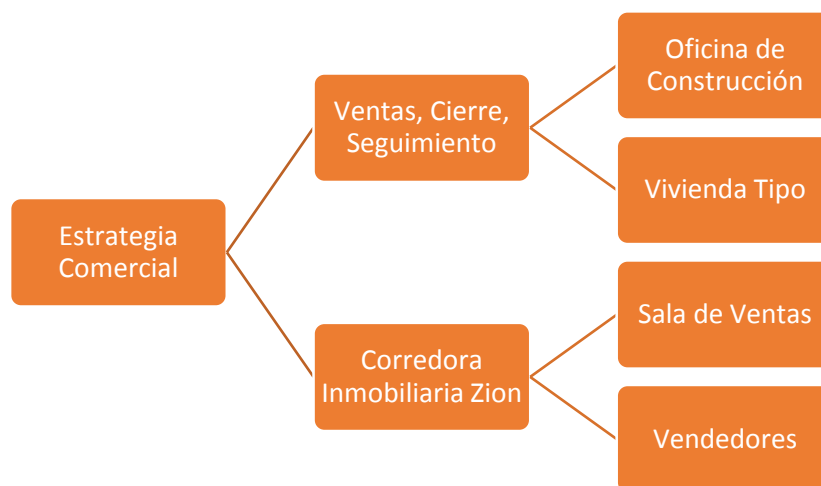 Estrategia
Comercial
Ventas, Cierre,
Seguimiento
Oficina de
Construcción
Vivienda Tipo
Corredora
Inmobiliaria Zion
Sala de Ventas
Vendedores